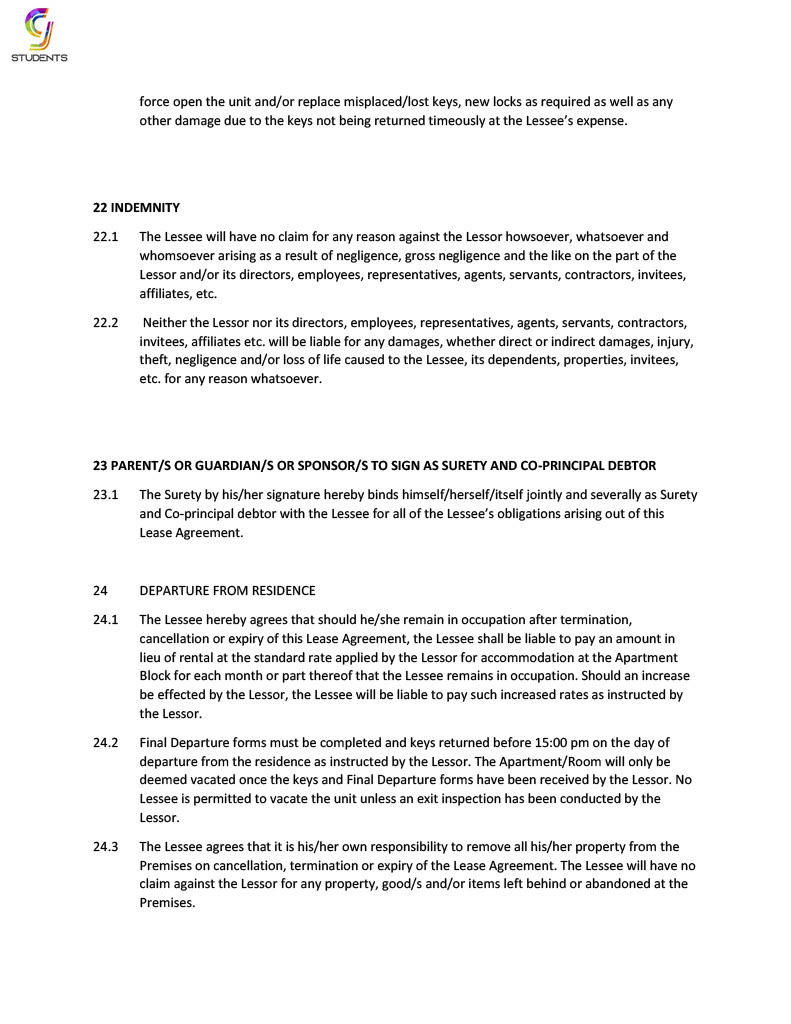 STUDENTS
force open the unit and/or replace misplaced/lost keys, new locks as required as well as any
other damage due to the keys not being returned timeously at the Lessee’s expense.
22 INDEMNITY
22.1 The Lessee will have no claim for any reason against the Lessor howsoever, whatsoever and
whomsoever arising as a result of negligence, gross negligence and the like on the part of the
Lessor and/or its directors, employees, representatives, agents, servants, contractors, invitees,
affiliates, etc.
22.2 Neither the Lessor nor its directors, employees, representatives, agents, servants, contractors,
invitees, affiliates etc. will be liable for any damages, whether direct or indirect damages, injury,
theft, negligence and/or loss of life caused to the Lessee, its dependents, properties, invitees,
etc. for any reason whatsoever.
23 PARENT/S OR GUARDIAN/S OR SPONSOR/S TO SIGN AS SURETY AND CO-PRINCIPAL DEBTOR
23.1 The Surety by his/her signature hereby binds himself/herself/itself jointly and severally as Surety
and Co-principal debtor with the Lessee for all of the Lessee’s obligations arising out of this
Lease Agreement.
24 DEPARTURE FROM RESIDENCE
24.1 The Lessee hereby agrees that should he/she remain in occupation after termination,
cancellation or expiry of this Lease Agreement, the Lessee shall be liable to pay an amount in
lieu of rental at the standard rate applied by the Lessor for accommodation at the Apartment
Block for each month or part thereof that the Lessee remains in occupation. Should an increase
be effected by the Lessor, the Lessee will be liable to pay such increased rates as instructed by
the Lessor.
24.2 Final Departure forms must be completed and keys returned before 15:00 pm on the day of
departure from the residence as instructed by the Lessor. The Apartment/Room will only be
deemed vacated once the keys and Final Departure forms have been received by the Lessor. No
Lessee is permitted to vacate the unit unless an exit inspection has been conducted by the
Lessor.
24.3 The Lessee agrees that it is his/her own responsibility to remove all his/her property from the
Premises on cancellation, termination or expiry of the Lease Agreement. The Lessee will have no
claim against the Lessor for any property, good/s and/or items left behind or abandoned at the
Premises.